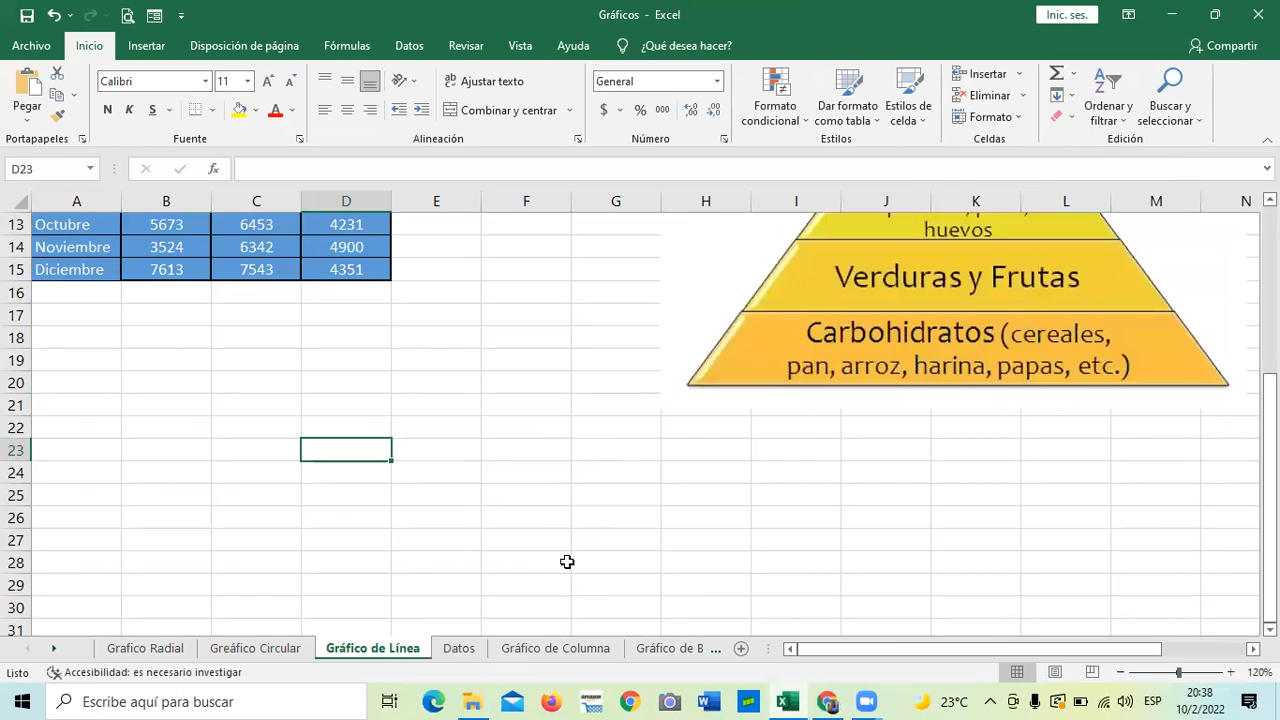 Gráficos - Excel
Inic. ses.
Archivo Inicio Insertar Disposición de página Fórmulas Datos Revisar Vista Ayuda ¿Qué desea hacer? Compartir
Pegar
Calibri 11
N K S
Ajustar texto
Combinar y centrar
General
$ % 000
Formato condicional
Dar formato como tabla
Estilos de celda
Insertar
Eliminar
Formato
Ordenar y filtrar
Buscar y seleccionar
Portapapeles Fuente Alineación Número Estilos Celdas Edición
D23 fx
A B C D E F G H I J K L M N
13 Octubre 5673 6453 4231
14 Noviembre 3524 6342 4900
15 Diciembre 7613 7543 4351
16
17
18
19
20
21
22
23
24
25
26
27
28
29
30
31
huevos
Verduras y Frutas
Carbohidratos (cereales,
pan, arroz, harina, papas, etc.)
Grafico Radial Greáfico Circular Gráfico de Línea Datos Gráfico de Columna Gráfico de B ...
Listo Accesibilidad: es necesario investigar 120%
Escribe aquí para buscar
amazon
23°C ESP
20:38
10/2/2022